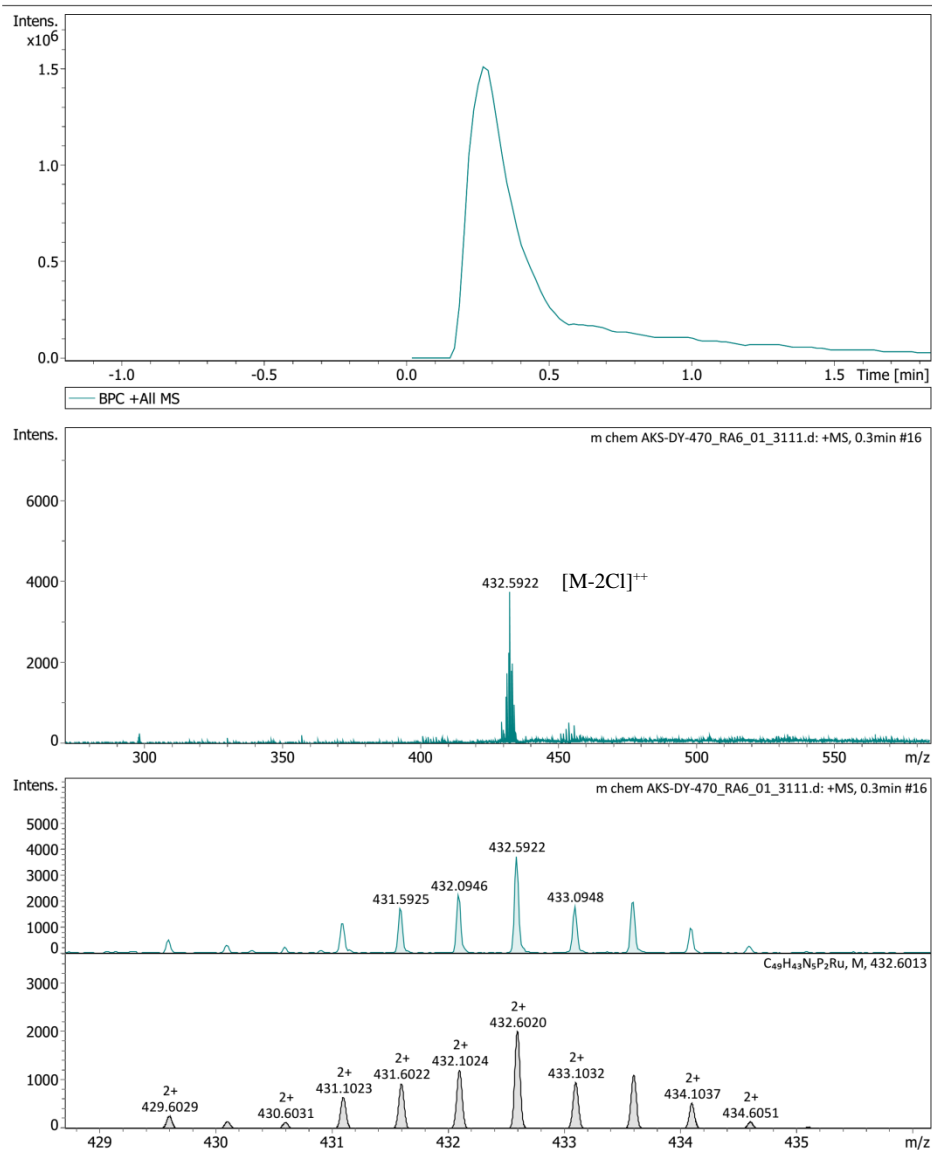 Intens.
x10⁶
1.5
1.0
0.5
0.0
-1.0 -0.5 0.0 0.5 1.0 1.5 Time [min]
BPC +All MS
Intens.
m chem AKS-DY-470_RA6_01_3111.d: +MS, 0.3min #16
6000
4000
432.5922 [M-2Cl]⁺⁺
2000
0
300 350 400 450 500 550 m/z
Intens.
m chem AKS-DY-470_RA6_01_3111.d: +MS, 0.3min #16
5000
4000
432.5922
3000
431.5925 432.0946 433.0948
2000
1000
0
C₄₉H₄₃N₅P₂Ru, M, 432.6013
3000
2+
432.6020
2000
2+
432.1024
2+
431.6022
2+
433.1032
1000
2+
431.1023
2+
434.1037
2+
429.6029
2+
430.6031
2+
434.6051
0
429 430 431 432 433 434 435 m/z